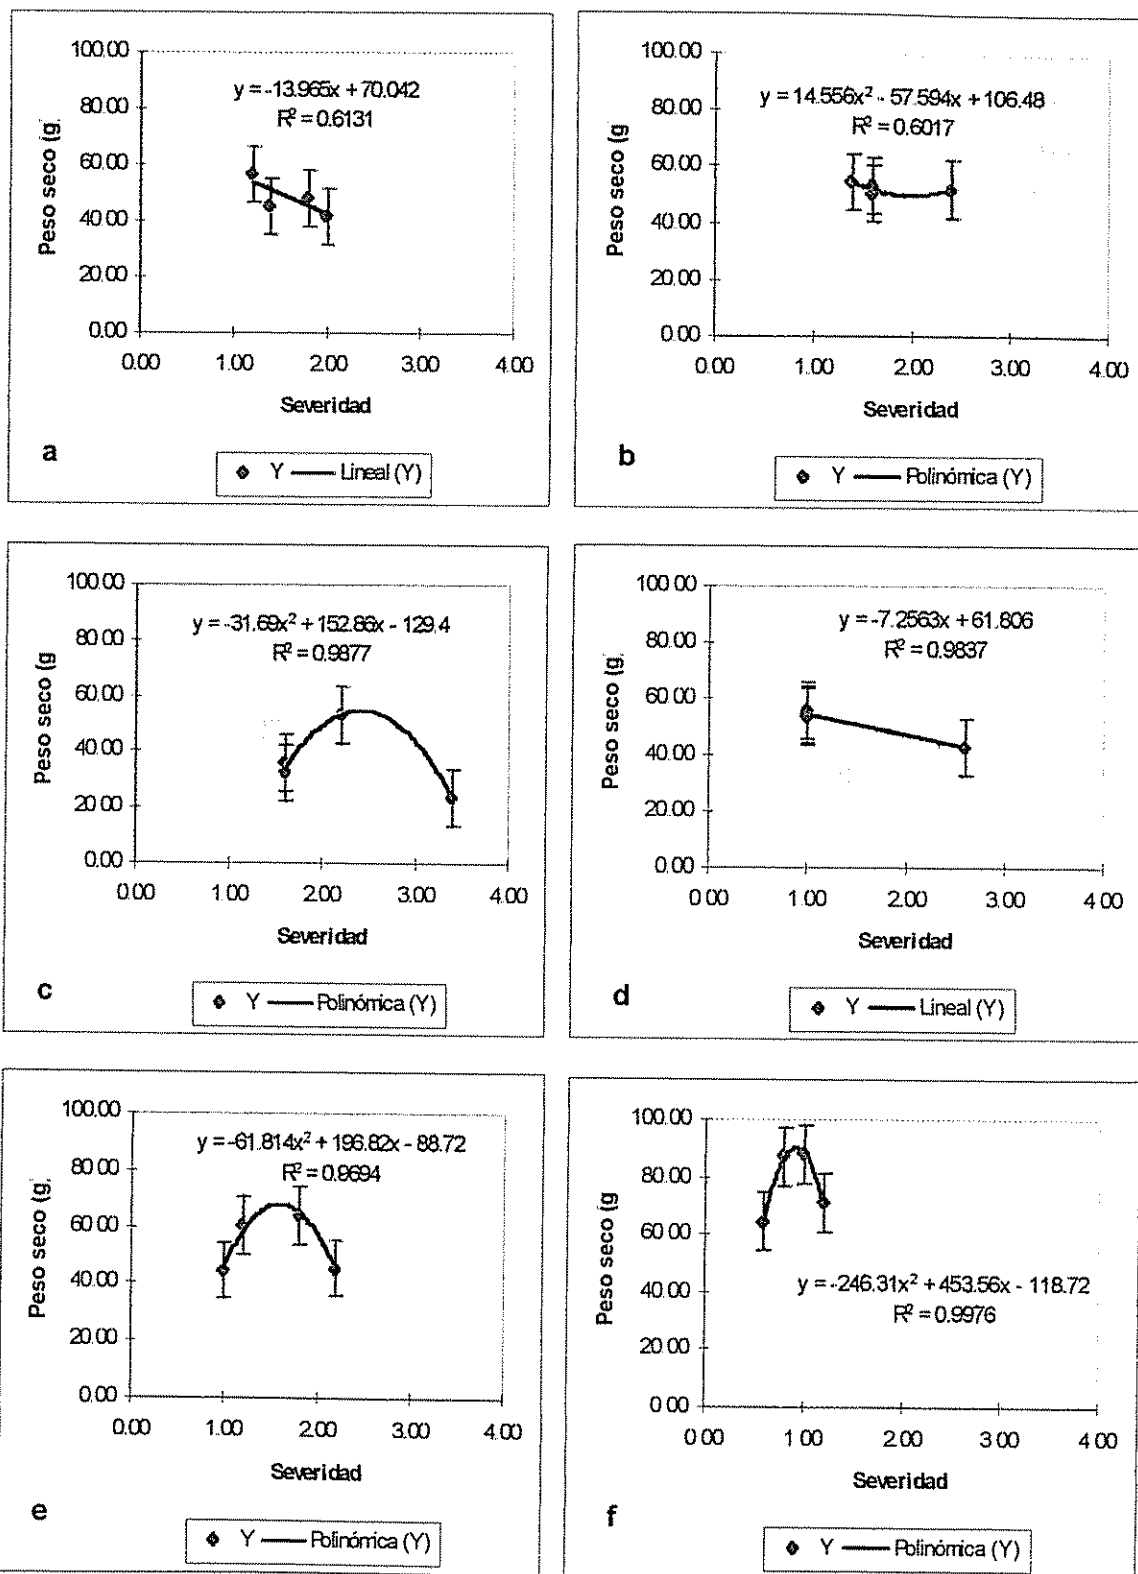 100.00
80.00
60.00
40.00
20.00
0.00
Peso seco (g)
y = -13.965x + 70.042
R² = 0.6131
0.00 1.00 2.00 3.00 4.00
Severidad
a
Y Lineal (Y)
100.00
80.00
60.00
40.00
20.00
0.00
Peso seco (g)
y = 14.556x² - 57.594x + 106.48
R² = 0.6017
0.00 1.00 2.00 3.00 4.00
Severidad
b
Y Polinómica (Y)
100.00
80.00
60.00
40.00
20.00
0.00
Peso seco (g
y = -31.69x² + 152.86x - 129.4
R² = 0.9877
0.00 1.00 2.00 3.00 4.00
Severidad
c
Y Polinómica (Y)
100.00
80.00
60.00
40.00
20.00
0.00
Peso seco (g)
y = -7.2563x + 61.806
R² = 0.9837
0.00 1.00 2.00 3.00 4.00
Severidad
d
Y Lineal (Y)
100.00
80.00
60.00
40.00
20.00
0.00
Peso seco (g)
y = -61.814x² + 196.82x - 88.72
R² = 0.9694
0.00 1.00 2.00 3.00 4.00
Severidad
e
Y Polinómica (Y)
100.00
80.00
60.00
40.00
20.00
0.00
Peso seco (g
y = -246.31x² + 453.56x - 118.72
R² = 0.9976
0.00 1.00 2.00 3.00 4.00
Severidad
f
Y Polinómica (Y)